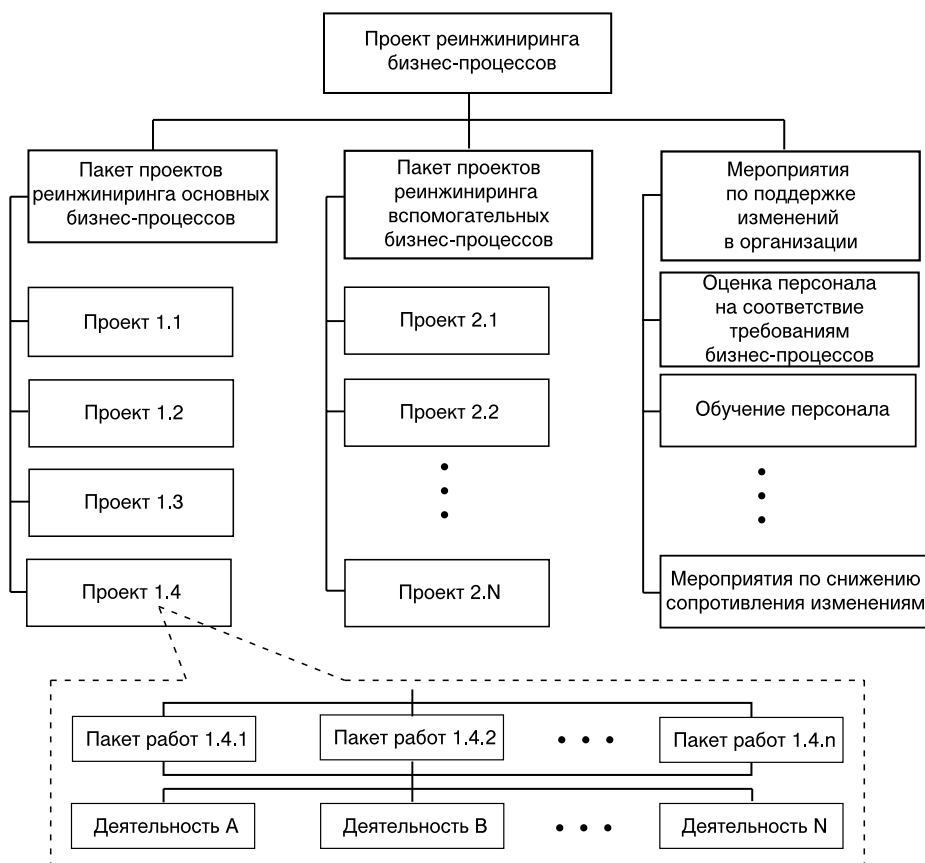 Проект реинжиниринга
бизнес-процессов
Пакет проектов
реинжиниринга основных
бизнес-процессов
Пакет проектов
реинжиниринга
вспомогательных
бизнес-процессов
Мероприятия
по поддержке
изменений
в организации
Проект 1.1
Проект 2.1
Оценка персонала
на соответствие
требованиям
бизнес-процессов
Проект 1.2
Проект 2.2
Обучение персонала
Проект 1.3
Проект 1.4
Проект 2.N
Мероприятия по снижению
сопротивления изменениям
Пакет работ 1.4.1
Пакет работ 1.4.2
Пакет работ 1.4.n
Деятельность A
Деятельность B
Деятельность N